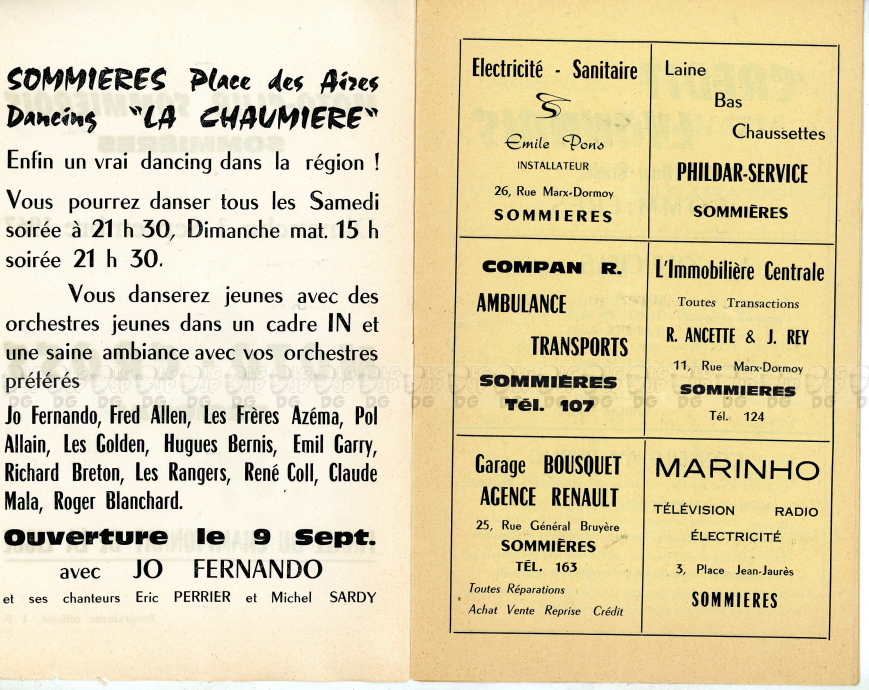 SOMMIERES Place des Aires
Dancing "LA CHAUMIERE"
Enfin un vrai dancing dans la région !
Vous pourrez danser tous les Samedi
soirée à 21 h 30, Dimanche mat. 15 h
soirée 21 h 30.
Vous danserez jeunes avec des
orchestres jeunes dans un cadre IN et
une saine ambiance avec vos orchestres
préférés
Jo Fernando, Fred Allen, Les Frères Azéma, Pol
Allain, Les Golden, Hugues Bernis, Emil Garry,
Richard Breton, Les Rangers, René Coll, Claude
Mala, Roger Blanchard.
Ouverture le 9 Sept.
avec JO FERNANDO
et ses chanteurs Eric PERRIER et Michel SARDY
Electricité - Sanitaire
Emile Pons
INSTALLATEUR
26, Rue Marx-Dormoy
SOMMIERES
Laine
Bas
Chaussettes
PHILDAR-SERVICE
SOMMIÈRES
COMPAN R.
AMBULANCE
TRANSPORTS
SOMMIÈRES
Tél. 107
L'Immobilière Centrale
Toutes Transactions
R. ANCETTE & J. REY
11, Rue Marx-Dormoy
SOMMIERES
Tél. 124
Garage BOUSQUET
AGENCE RENAULT
25, Rue Général Bruyère
SOMMIÈRES
TÉL. 163
Toutes Réparations
Achat Vente Reprise Crédit
MARINHO
TÉLÉVISION RADIO
ÉLECTRICITÉ
3, Place Jean-Jaurès
SOMMIERES